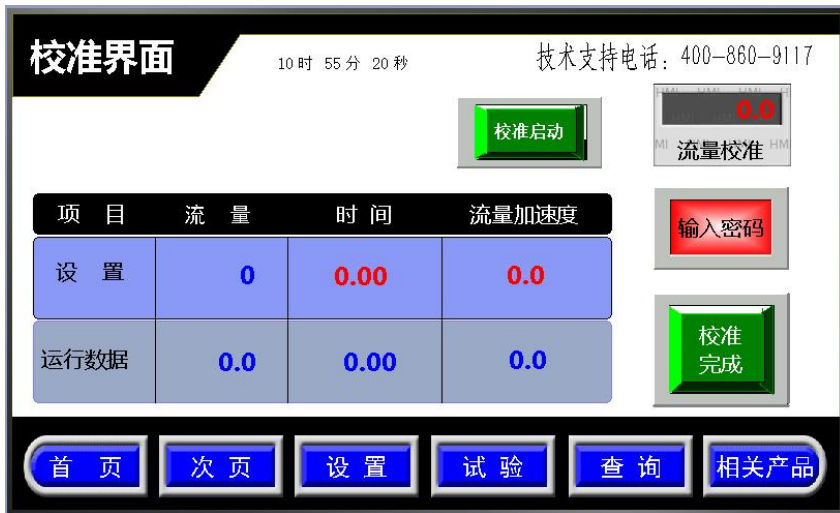 校准界面
10时 55分 20秒
技术支持电话：400-860-9117
校准启动
0.0
流量校准
项 目 流 量 时 间 流量加速度
设 置 0 0.00 0.0
运行数据 0.0 0.00 0.0
输入密码
校准
完成
首 页 次 页 设 置 试 验 查 询 相关产品